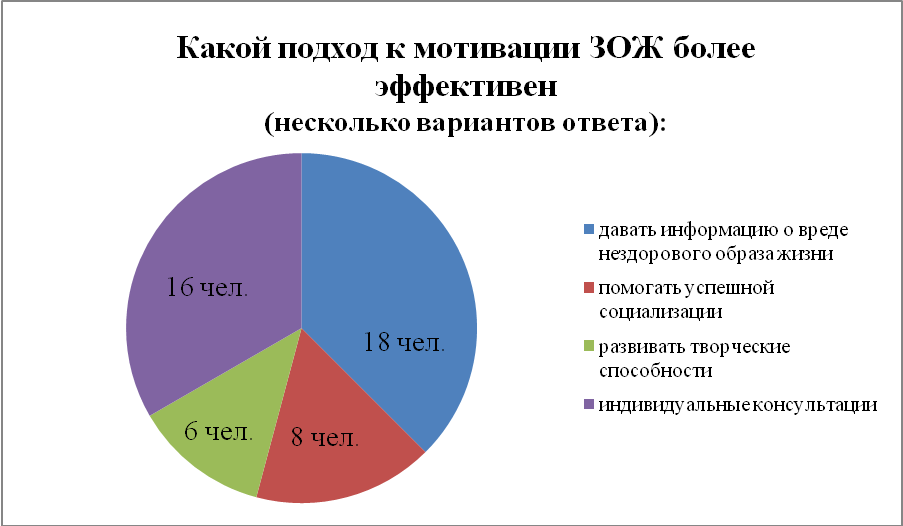 Какой подход к мотивации ЗОЖ более
эффективен
(несколько вариантов ответа):
16 чел.
18 чел.
6 чел.
8 чел.
давать информацию о вреде
нездорового образа жизни
помогать успешной
социализации
развивать творческие
способности
индивидуальные консультации